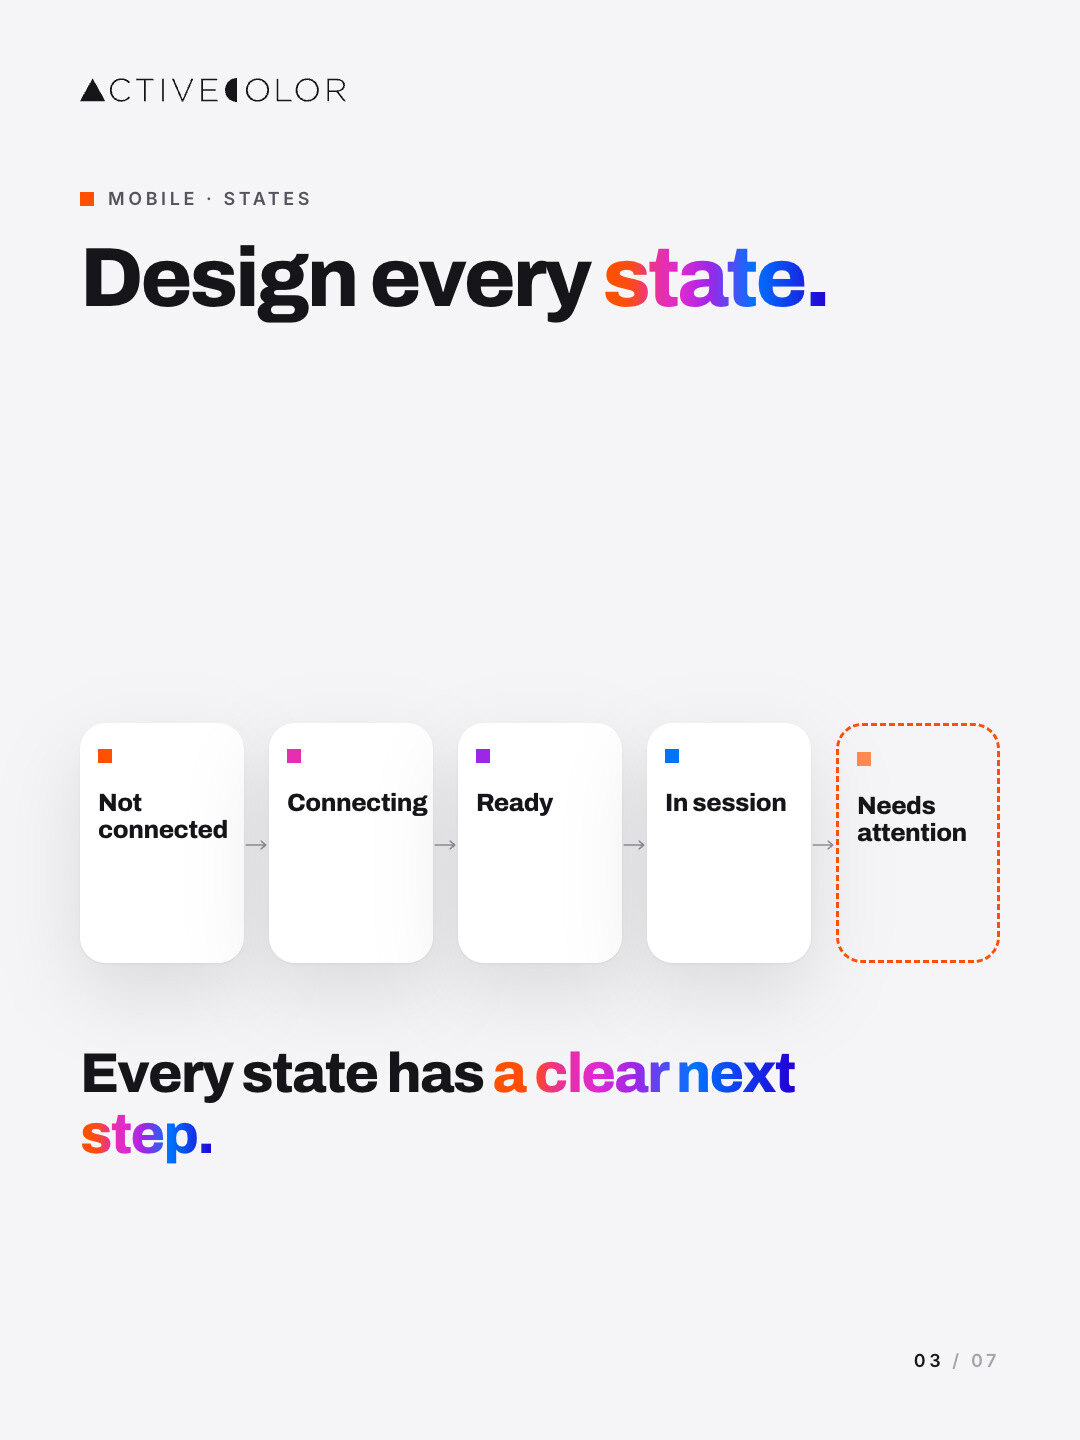 ACTIVECOLOR
MOBILE · STATES
Design every state.
Not
connected
Connecting
Ready
In session
Needs
attention
Every state has a clear next
step.
03 / 07